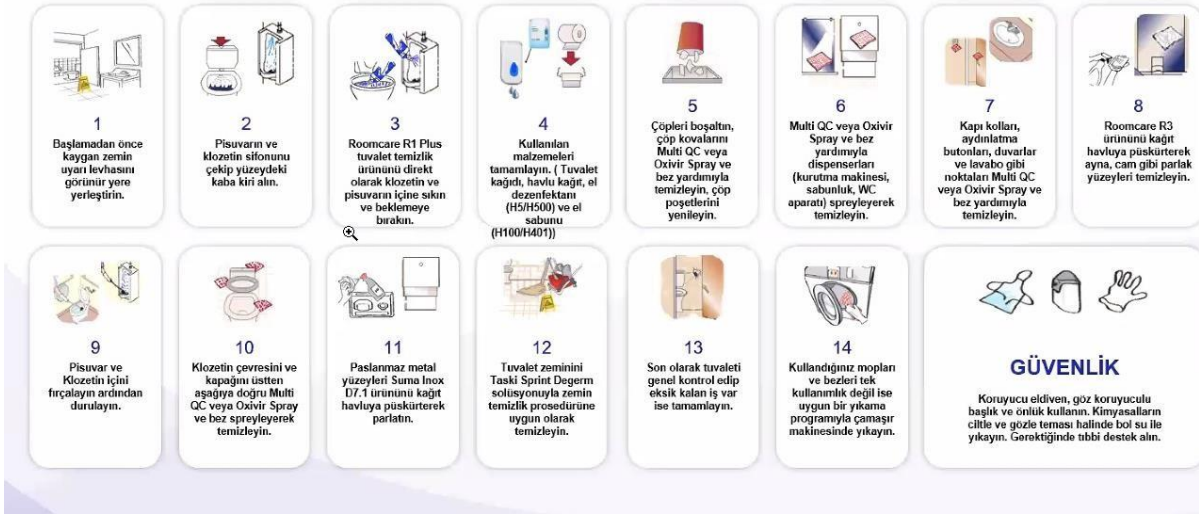 1
Başlamadan önce
kaygan zemin
uyarı levhasını
görünür yere
yerleştirin.
2
Pisuvarın ve
klozetin sifonunu
çekip yüzeydeki
kaba kiri alın.
3
Roomcare R1 Plus
tuvalet temizlik
ürününü direkt
olarak klozetin ve
pisuvarın içine sıkın
ve beklemeye
bırakın.
4
Kullanılan
malzemeleri
tamamlayın. ( Tuvalet
kağıdı, havlu kağıt, el
dezenfektanı
(H5/H500) ve el
sabunu
(H100/H401))
5
Çöpleri boşaltın,
çöp kovalarını
Multi QC veya
Oxivir Spray ve
bez yardımıyla
temizleyin, çöp
poşetlerini
yenileyin.
6
Multi QC veya Oxivir
Spray ve bez
yardımıyla
dispenserları
(kurutma makinesi,
sabunluk, WC
aparatı) spreyleyerek
temizleyin.
7
Kapı kolları,
aydınlatma
butonları, duvarlar
ve lavabo gibi
noktaları Multi QC
veya Oxivir Spray ve
bez yardımıyla
temizleyin.
8
Roomcare R3
ürününü kağıt
havluya püskürterek
ayna, cam gibi parlak
yüzeyleri temizleyin.
9
Pisuvar ve
Klozetin içini
fırçalayın ardından
durulayın.
10
Klozetin çevresini ve
kapağını üstten
aşağıya doğru Multi
QC veya Oxivir Spray
ve bez spreyleyerek
temizleyin.
11
Paslanmaz metal
yüzeyleri Suma Inox
D7.1 ürününü kağıt
havluya püskürterek
parlatın.
12
Tuvalet zeminini
Taski Sprint Degerm
solüsyonuyla zemin
temizlik prosedürüne
uygun olarak
temizleyin.
13
Son olarak tuvaleti
genel kontrol edip
eksik kalan iş var
ise tamamlayın.
14
Kullandığınız mopları
ve bezleri tek
kullanımlık değil ise
uygun bir yıkama
programıyla çamaşır
makinesinde yıkayın.
GÜVENLİK
Koruyucu eldiven, göz koruyuculu
başlık ve önlük kullanın. Kimyasalların
ciltle ve gözle teması halinde bol su ile
yıkayın. Gerektiğinde tıbbi destek alın.